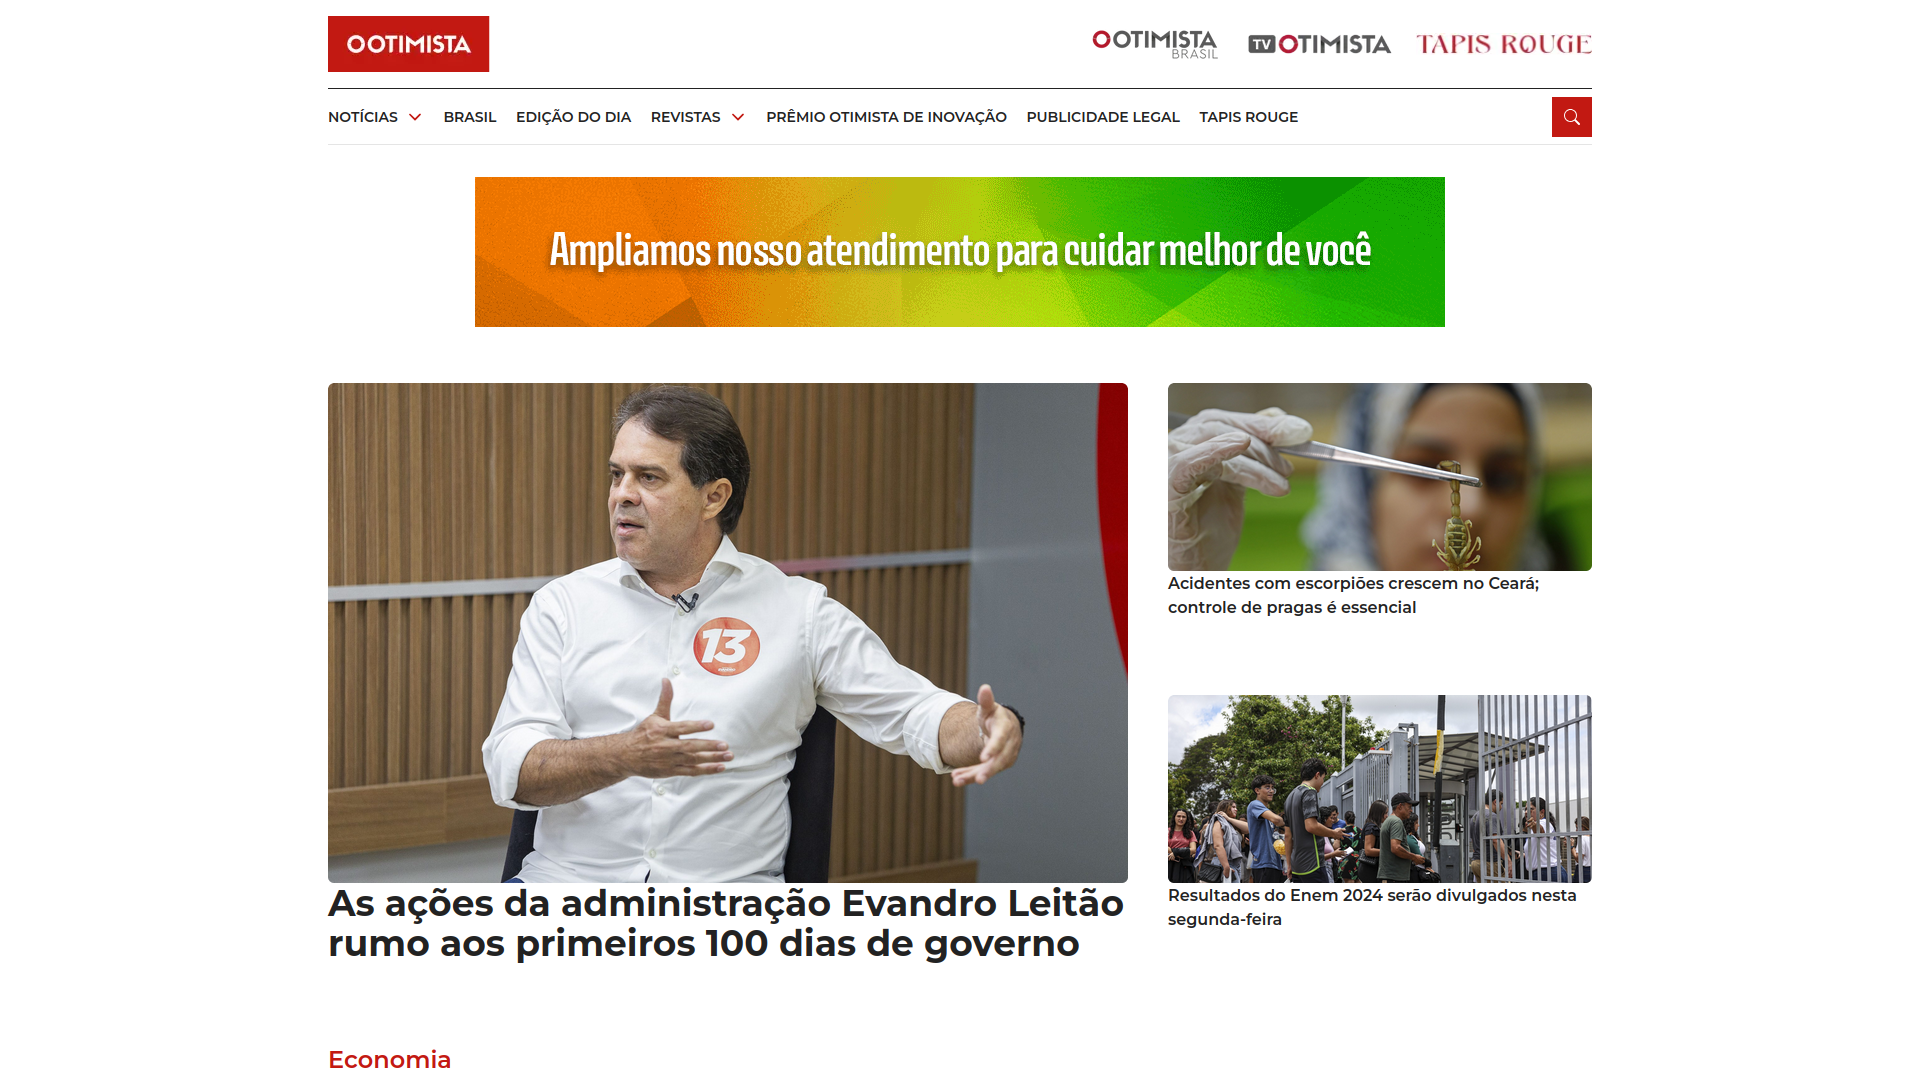 OOTIMISTA
OOTIMISTA
BRASIL
TV OTIMISTA
TAPIS ROUGE
NOTÍCIAS
BRASIL
EDIÇÃO DO DIA
REVISTAS
PRÊMIO OTIMISTA DE INOVAÇÃO
PUBLICIDADE LEGAL
TAPIS ROUGE
Ampliamos nosso atendimento para cuidar melhor de você
13
As ações da administração Evandro Leitão
rumo aos primeiros 100 dias de governo
Acidentes com escorpiões crescem no Ceará;
controle de pragas é essencial
Resultados do Enem 2024 serão divulgados nesta
segunda-feira
Economia